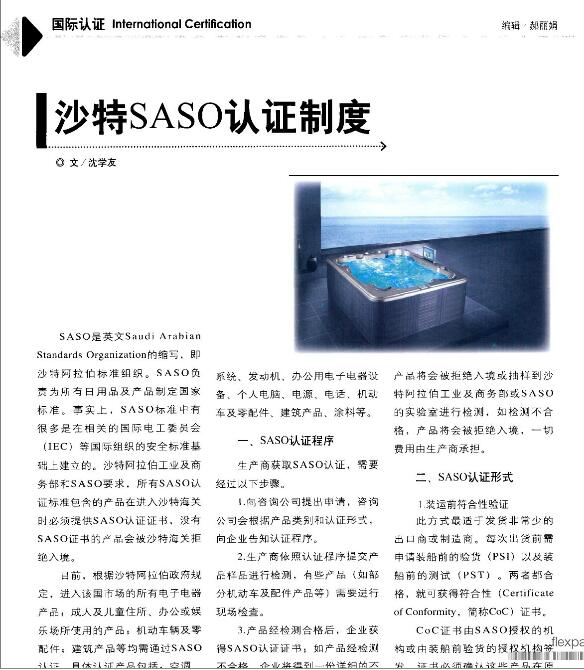 国际认证 International Certification
编辑·郝丽娟
沙特SASO认证制度
◎ 文/沈学友
SASO是英文Saudi Arabian
Standards Organization的缩写，即
沙特阿拉伯标准组织。SASO负
责为所有日用品及产品制定国家
标准。事实上，SASO标准中有
很多是在相关的国际电工委员会
（IEC）等国际组织的安全标准基
础上建立的。沙特阿拉伯工业及商
务部和SASO要求，所有SASO认
证标准包含的产品在进入沙特海关
时必须提供SASO认证证书，没有
SASO证书的产品会被沙特海关拒
绝入境。
目前，根据沙特阿拉伯政府规
定，进入该国市场的所有电子电器
产品；成人及儿童住所、办公或娱
乐场所使用的产品；机动车辆及零
配件；建筑产品等均需通过SASO
认证。具体认证产品包括：空调
系统、发动机、办公用电子电器设
备、个人电脑、电源、电话、机动
车及零配件、建筑产品、涂料等。
一、SASO认证程序
生产商获取SASO认证，需要
经过以下步骤。
1.向咨询公司提出申请，咨询
公司会根据产品类别和认证形式，
向企业告知认证程序。
2.生产商依照认证程序提交产
品样品进行检测，有些产品（如部
分机动车及配件产品等）需要进行
现场检查。
3.产品经检测合格后，企业获
得SASO认证证书；如产品经检测
不合格，企业将得到一份详细的不
产品将会被拒绝入境或抽样到沙
特阿拉伯工业及商务部或SASO
的实验室进行检测，如检测不合
格，产品将会被拒绝入境，一切
费用由生产商承担。
二、SASO认证形式
1.装运前符合性验证
此方式最适于发货非常少的
出口商或制造商。每次出货前需
申请装船前的验货（PSI）以及装
船前的测试（PST）。两者都合
格，就可获得符合性（Certificate
of Conformity，简称CoC）证书。
CoC证书由SASO授权的机
构或由装船前验货的授权机构签
发，证书必须确认这些产品在原
flexpa